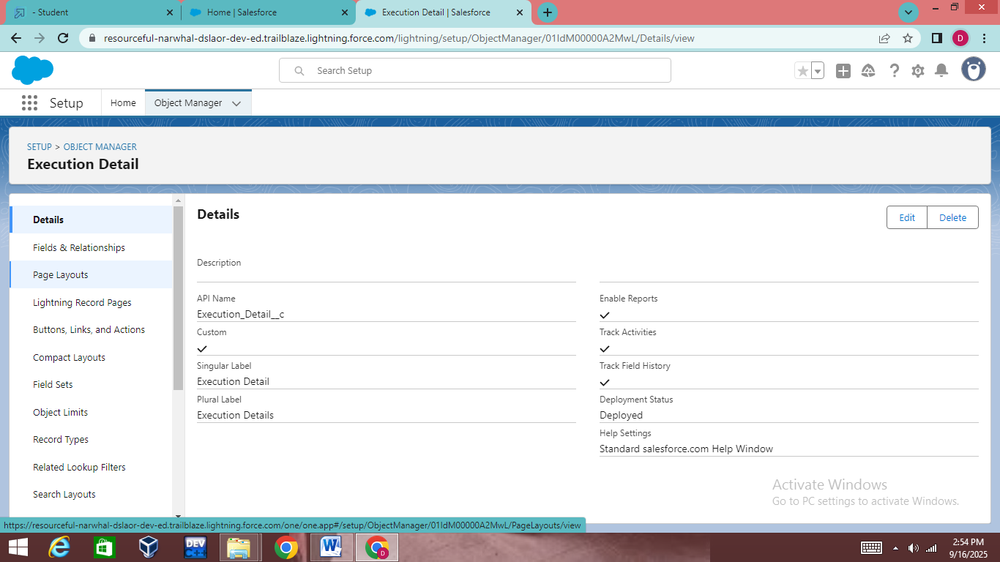 - Student
Home | Salesforce
Execution Detail | Salesforce
resourceful-narwhal-dslaor-dev-ed.trailblaze.lightning.force.com/lightning/setup/ObjectManager/01IdM00000A2MwL/Details/view
D
Search Setup
Setup
Home
Object Manager
SETUP > OBJECT MANAGER
Execution Detail
Details
Fields & Relationships
Page Layouts
Lightning Record Pages
Buttons, Links, and Actions
Compact Layouts
Field Sets
Object Limits
Record Types
Related Lookup Filters
Search Layouts
Details
Edit
Delete
Description
API Name
Execution_Detail__c
Custom
Singular Label
Execution Detail
Plural Label
Execution Details
Enable Reports
Track Activities
Track Field History
Deployment Status
Deployed
Help Settings
Standard salesforce.com Help Window
Activate Windows
Go to PC settings to activate Windows.
https://resourceful-narwhal-dslaor-dev-ed.trailblaze.lightning.force.com/one/one.app#/setup/ObjectManager/01IdM00000A2MwL/PageLayouts/view
DEV
C++
W
D
2:54 PM
9/16/2025